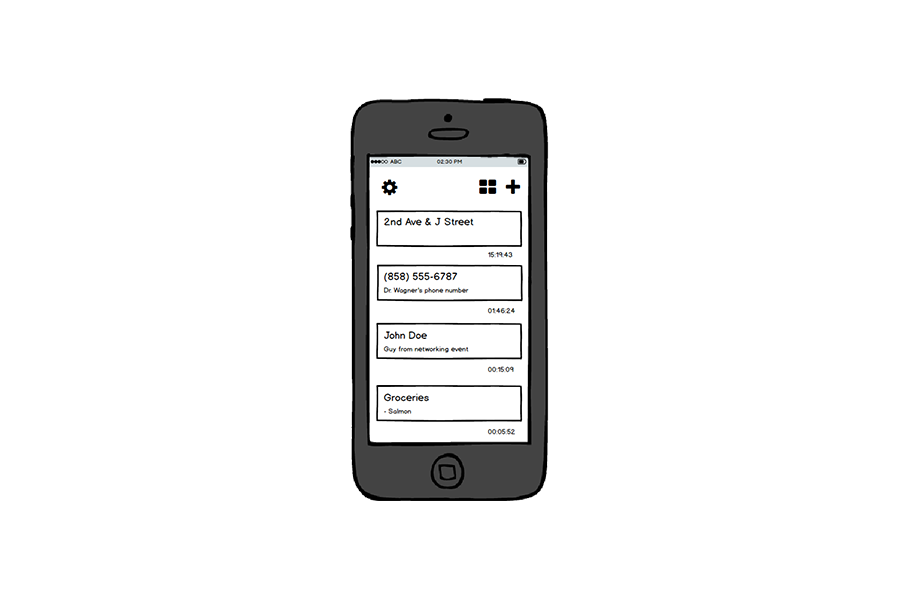 ABC 02:30 PM
2nd Ave & J Street
15:19:43
(858) 555-6787
Dr. Wagner's phone number
01:46:24
John Doe
Guy from networking event
00:15:09
Groceries
- Salmon
00:05:52